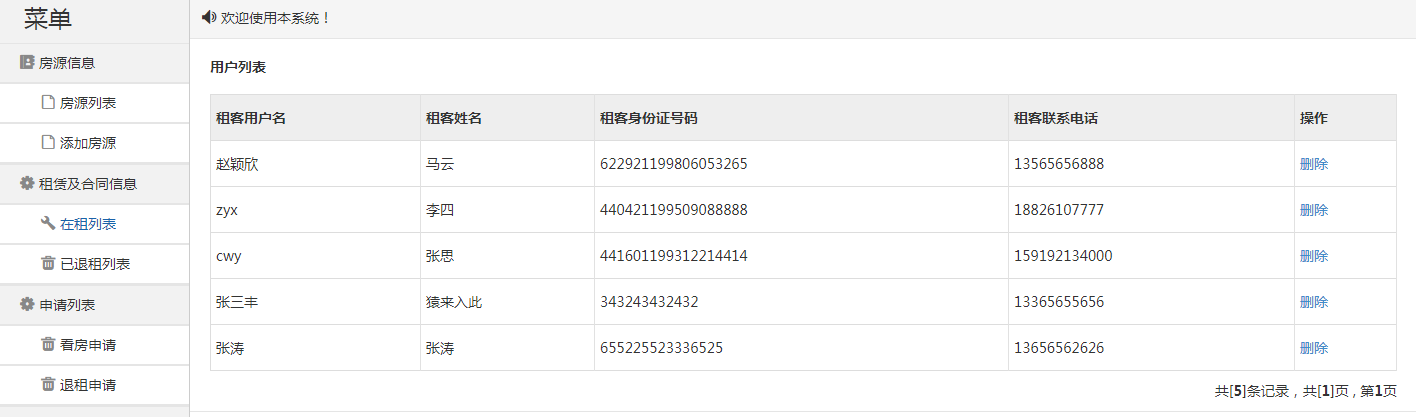 菜单
房源信息
房源列表
添加房源
租赁及合同信息
在租列表
已退租列表
申请列表
看房申请
退租申请
欢迎使用本系统！
用户列表
租客用户名 租客姓名 租客身份证号码 租客联系电话 操作
赵颖欣 马云 622921199806053265 13565656888 删除
zyx 李四 440421199509088888 18826107777 删除
cwy 张思 441601199312214414 159192134000 删除
张三丰 猿来入此 343243432432 13365655656 删除
张涛 张涛 655225523336525 13656562626 删除
共[5]条记录，共[1]页，第1页